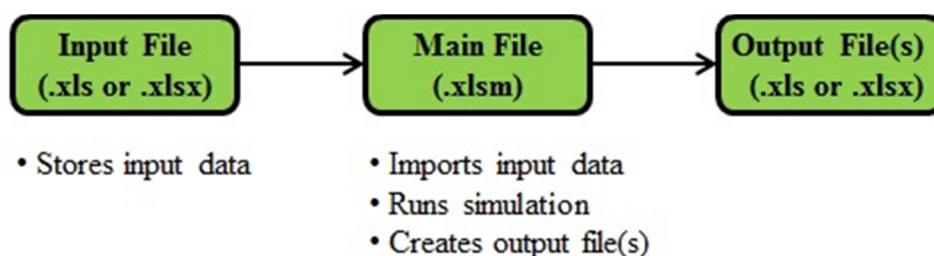 Input File
(.xls or .xlsx)
Main File
(.xlsm)
Output File(s)
(.xls or .xlsx)
• Stores input data
• Imports input data
• Runs simulation
• Creates output file(s)